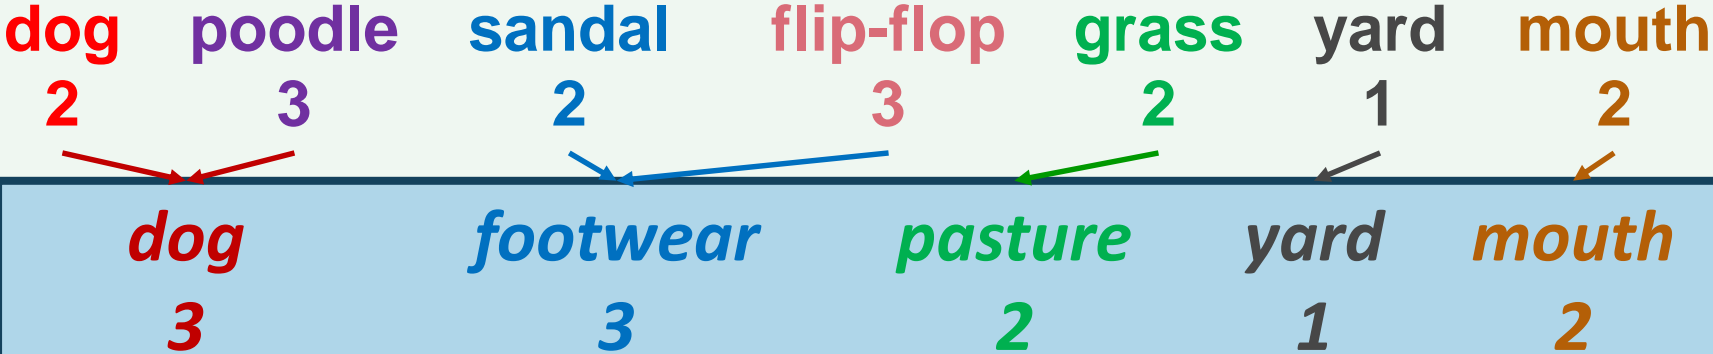 dog poodle sandal flip-flop grass yard mouth
2 3 2 3 2 1 2
dog footwear pasture yard mouth
3 3 2 1 2